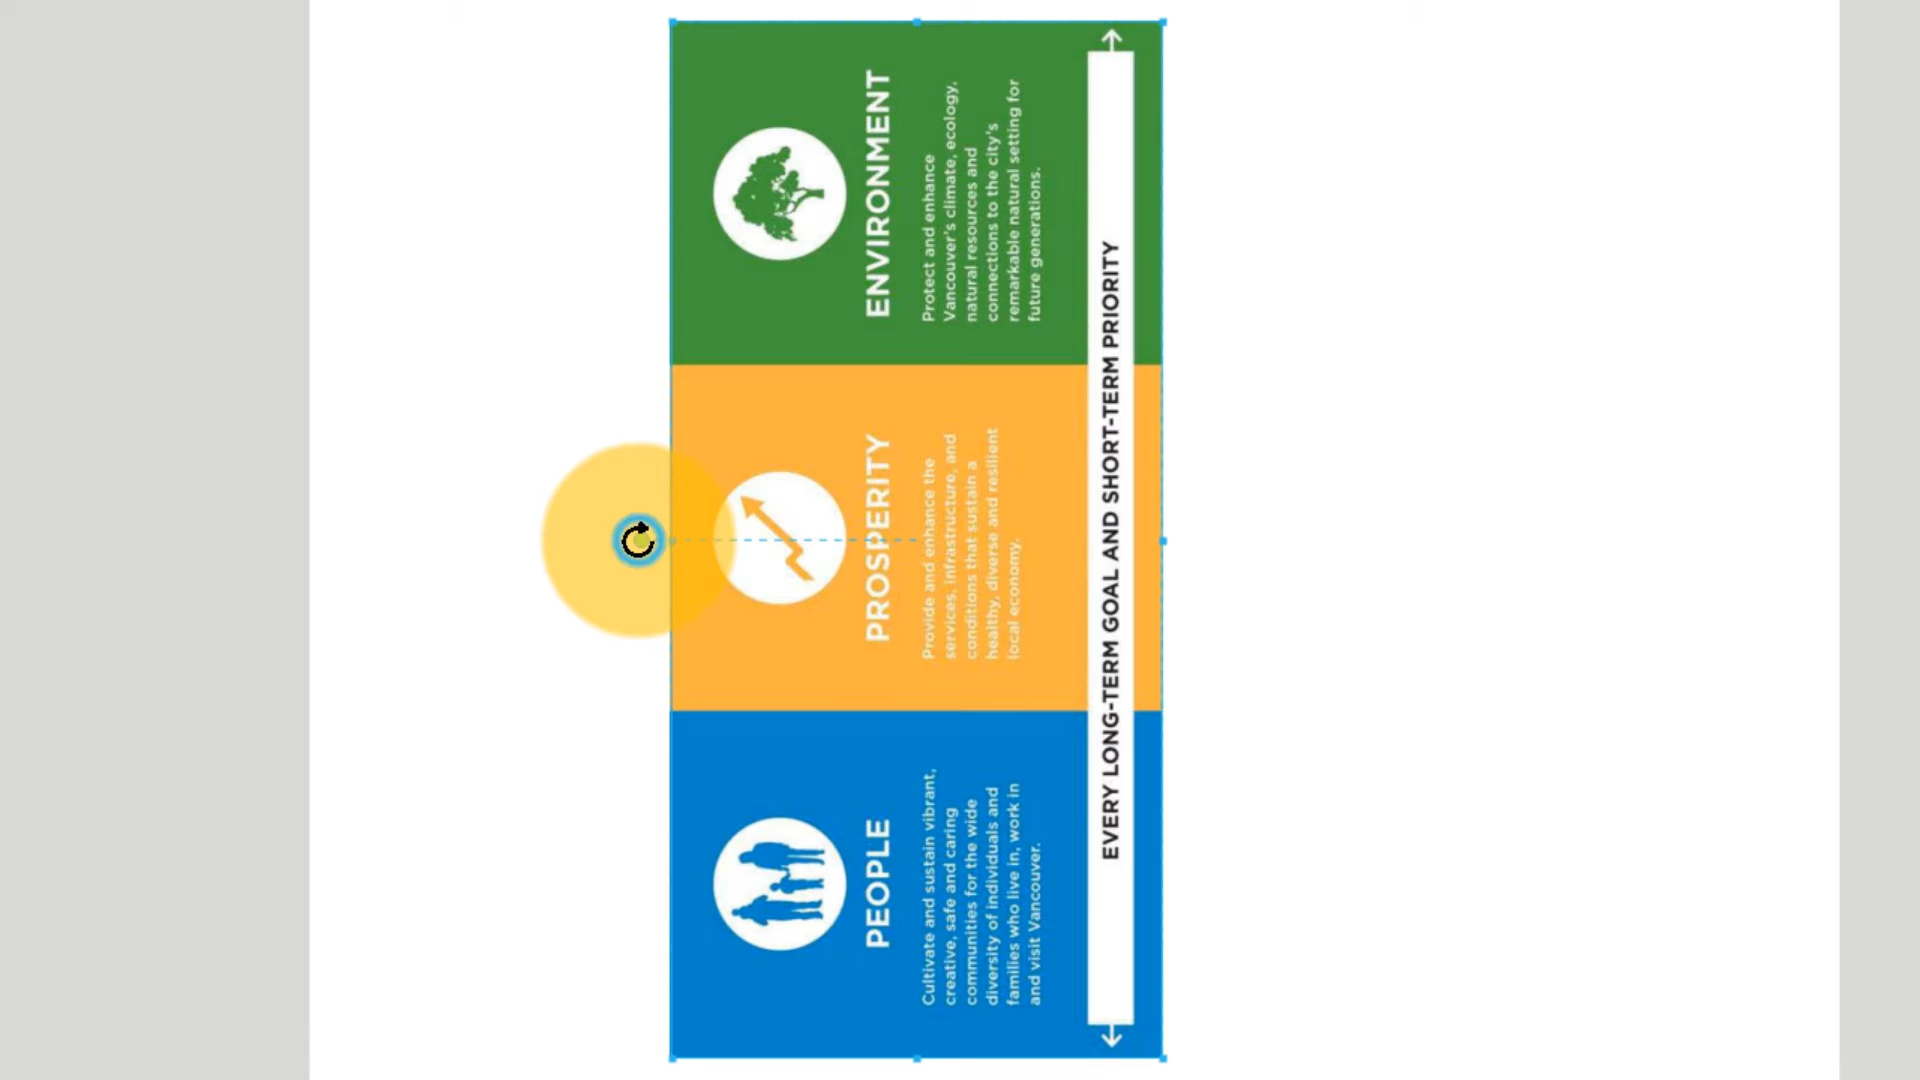 PEOPLE
Cultivate and sustain vibrant,
creative, safe and caring
communities for the wide
diversity of individuals and
families who live in, work in
and visit Vancouver.
PROSPERITY
Provide and enhance the
services, infrastructure, and
conditions that sustain a
healthy, diverse and resilient
local economy.
ENVIRONMENT
Protect and enhance
Vancouver's climate, ecology,
natural resources and
connections to the city's
remarkable natural setting for
future generations.
EVERY LONG-TERM GOAL AND SHORT-TERM PRIORITY